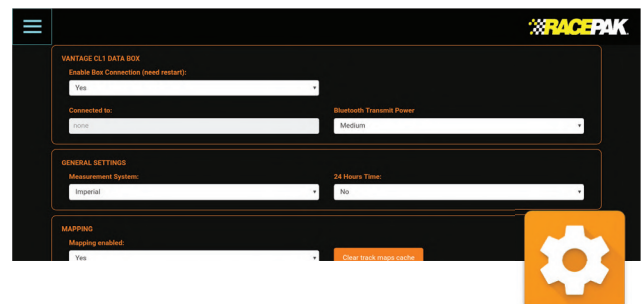 RACEPAK
VANTAGE CL1 DATA BOX
Enable Box Connection (need restart):
Yes
Connected to:
Bluetooth Transmit Power
none
Medium
GENERAL SETTINGS
Measurement System:
24 Hours Time:
Imperial
No
MAPPING
Mapping enabled:
Yes
Clear track maps cache